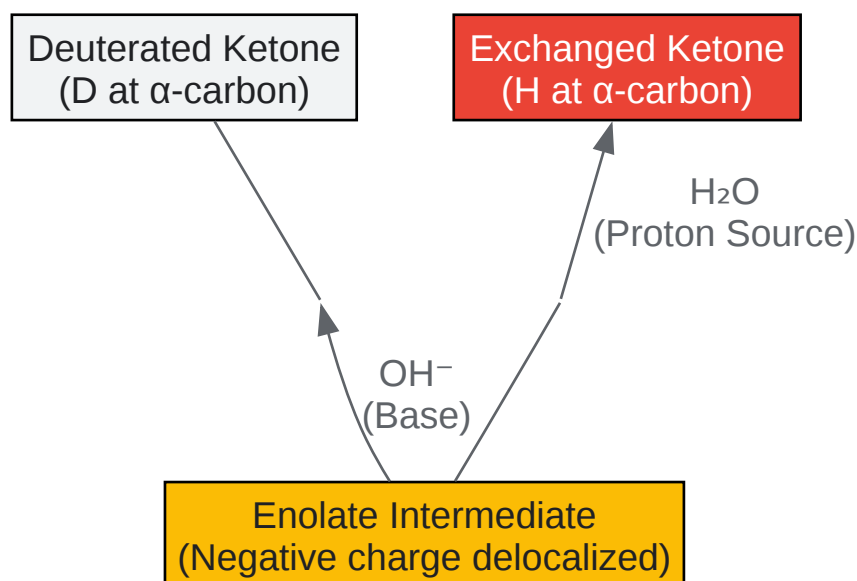 Deuterated Ketone
(D at α-carbon)
Exchanged Ketone
(H at α-carbon)
H₂O
(Proton Source)
OH⁻
(Base)
Enolate Intermediate
(Negative charge delocalized)